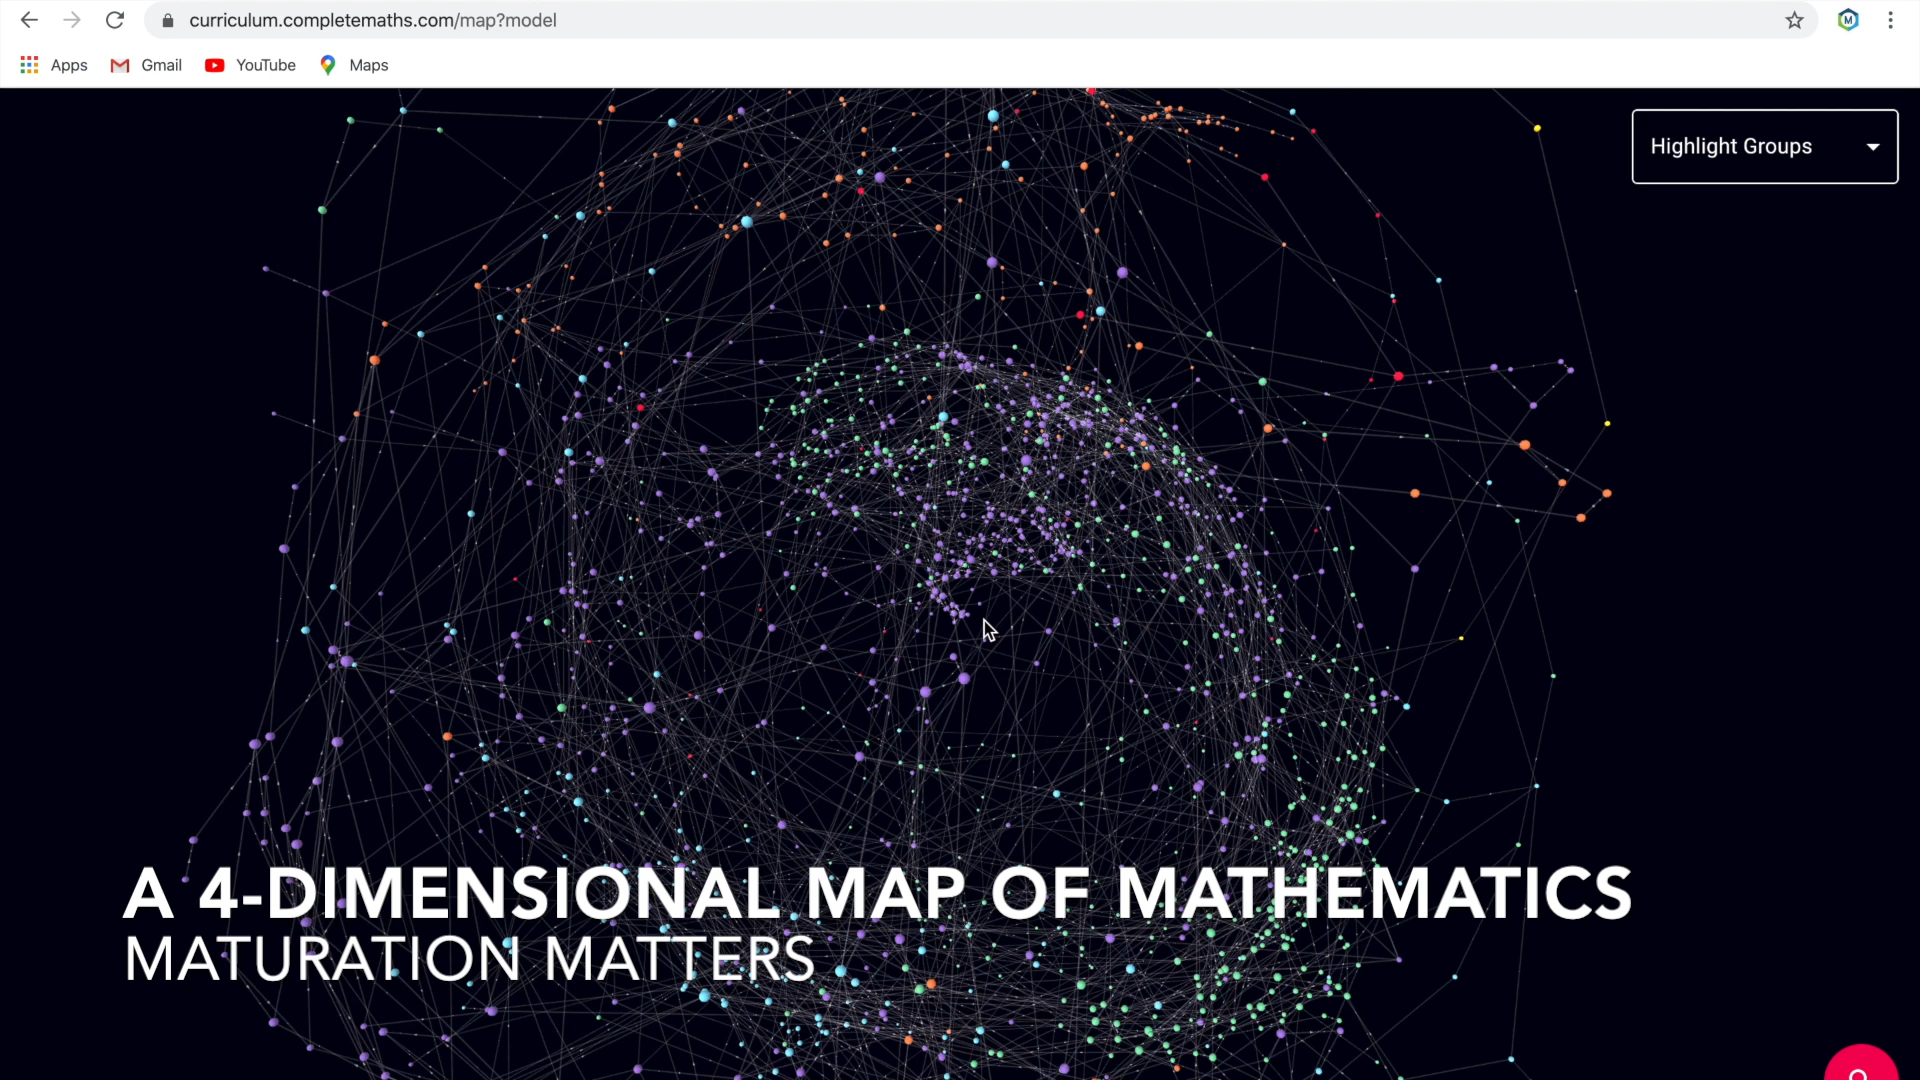 curriculum.completemaths.com/map?model
Apps Gmail YouTube Maps
Highlight Groups
A 4-DIMENSIONAL MAP OF MATHEMATICS
MATURATION MATTERS